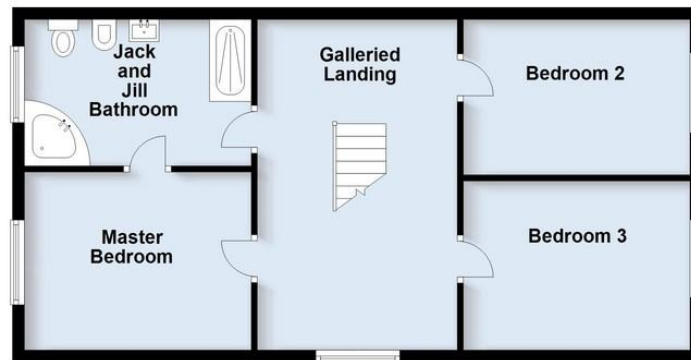 Jack
and
Jill
Bathroom
Galleried
Landing
Bedroom 2
Master
Bedroom
Bedroom 3